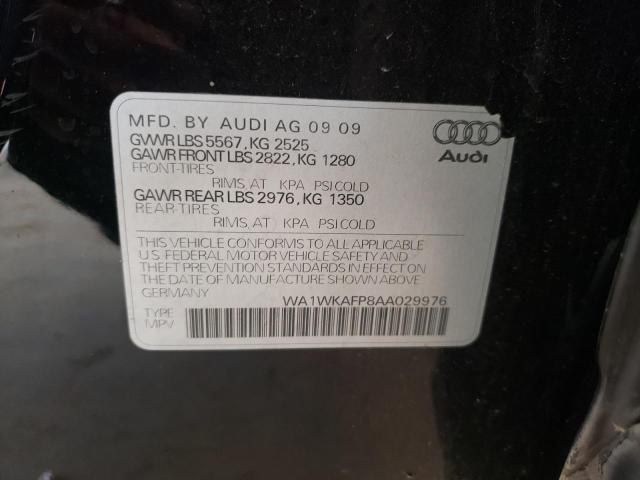 MFD. BY AUDI AG 09 09
GVWR LBS 5567, KG 2525
GAWR FRONT LBS 2822, KG 1280
FRONT-TIRES
RIMS, AT KPA PSI COLD
GAWR REAR LBS 2976, KG 1350
REAR-TIRES
RIMS, AT KPA PSI COLD
Audi
THIS VEHICLE CONFORMS TO ALL APPLICABLE
U.S. FEDERAL MOTOR VEHICLE SAFETY AND
THEFT PREVENTION STANDARDS IN EFFECT ON
THE DATE OF MANUFACTURE SHOWN ABOVE
GERMANY
WA1WKAFP8AA029976
TYPE
MPV